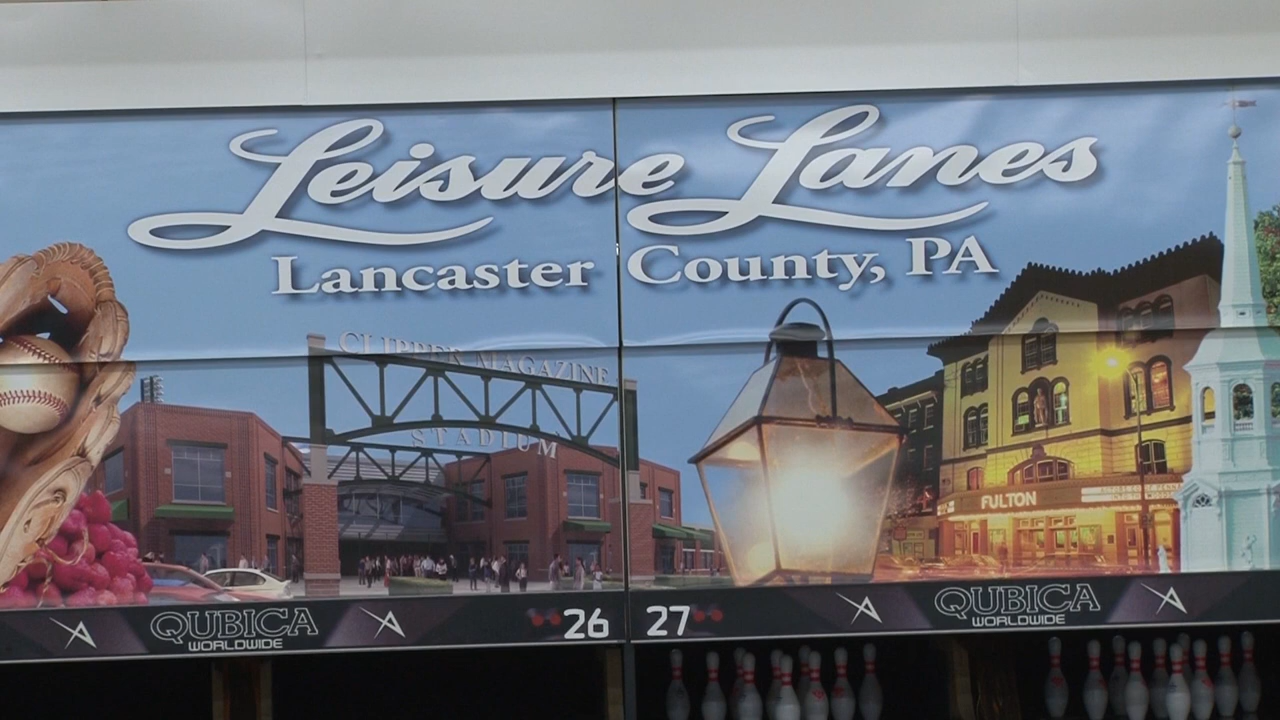 Leisure Lanes
Lancaster County, PA
CLIPPER MAGAZINE
STADIUM
FULTON
QUBICA
WORLDWIDE
26
27
QUBICA
WORLDWIDE